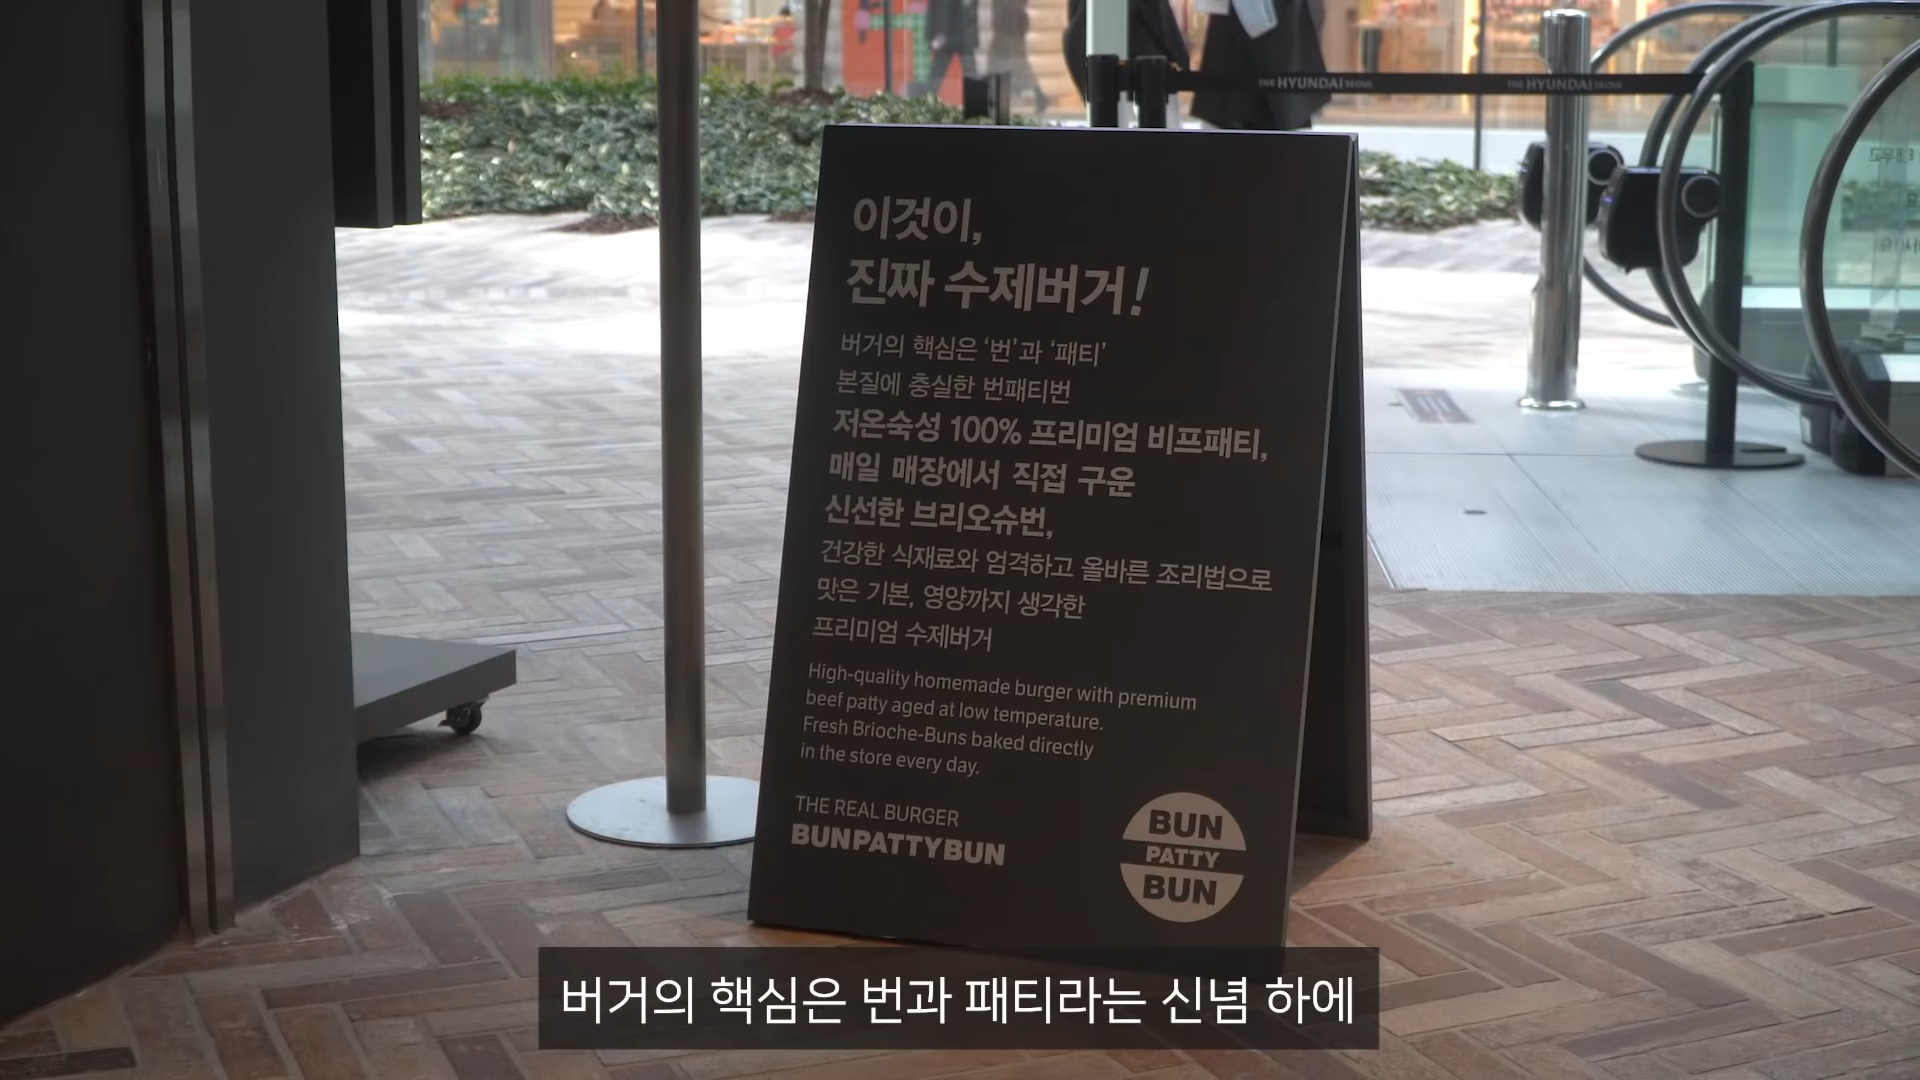 THE HYUNDAI SEOUL
THE HYUNDAI SEOUL
이것이,
진짜 수제버거!
버거의 핵심은 ‘번’과 ‘패티’
본질에 충실한 번패티번
저온숙성 100% 프리미엄 비프패티,
매일 매장에서 직접 구운
신선한 브리오슈번,
건강한 식재료와 엄격하고 올바른 조리법으로
맛은 기본, 영양까지 생각한
프리미엄 수제버거
High-quality homemade burger with premium
beef patty aged at low temperature.
Fresh Brioche-Buns baked directly
in the store every day.
THE REAL BURGER
BUNPATTYBUN
BUN
PATTY
BUN
버거의 핵심은 번과 패티라는 신념 하에